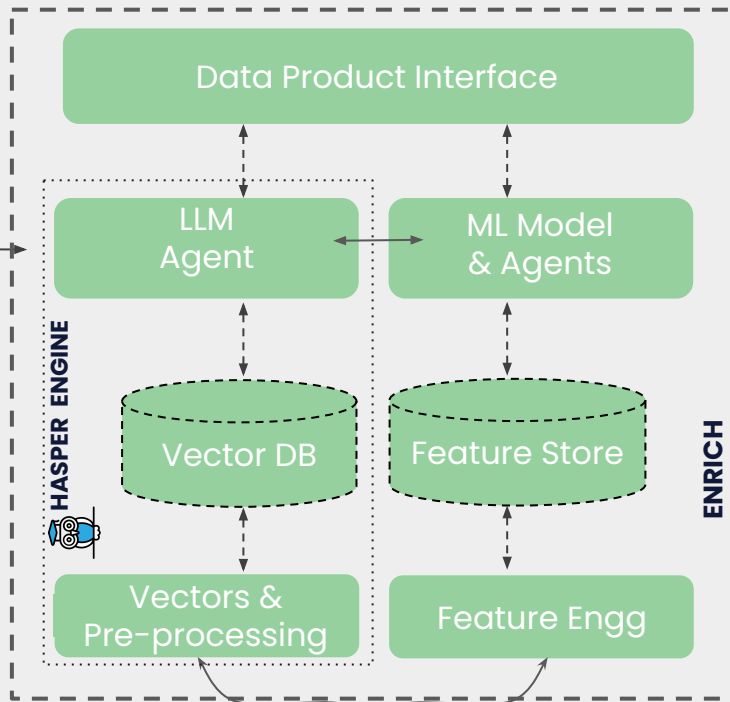 Data Product Interface
LLM
Agent
ML Model
& Agents
HASPER ENGINE
Vector DB
Feature Store
ENRICH
Vectors &
Pre-processing
Feature Engg